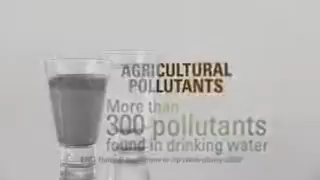 AGRICULTURAL
POLLUTANTS
More than
300 pollutants
found in drinking water